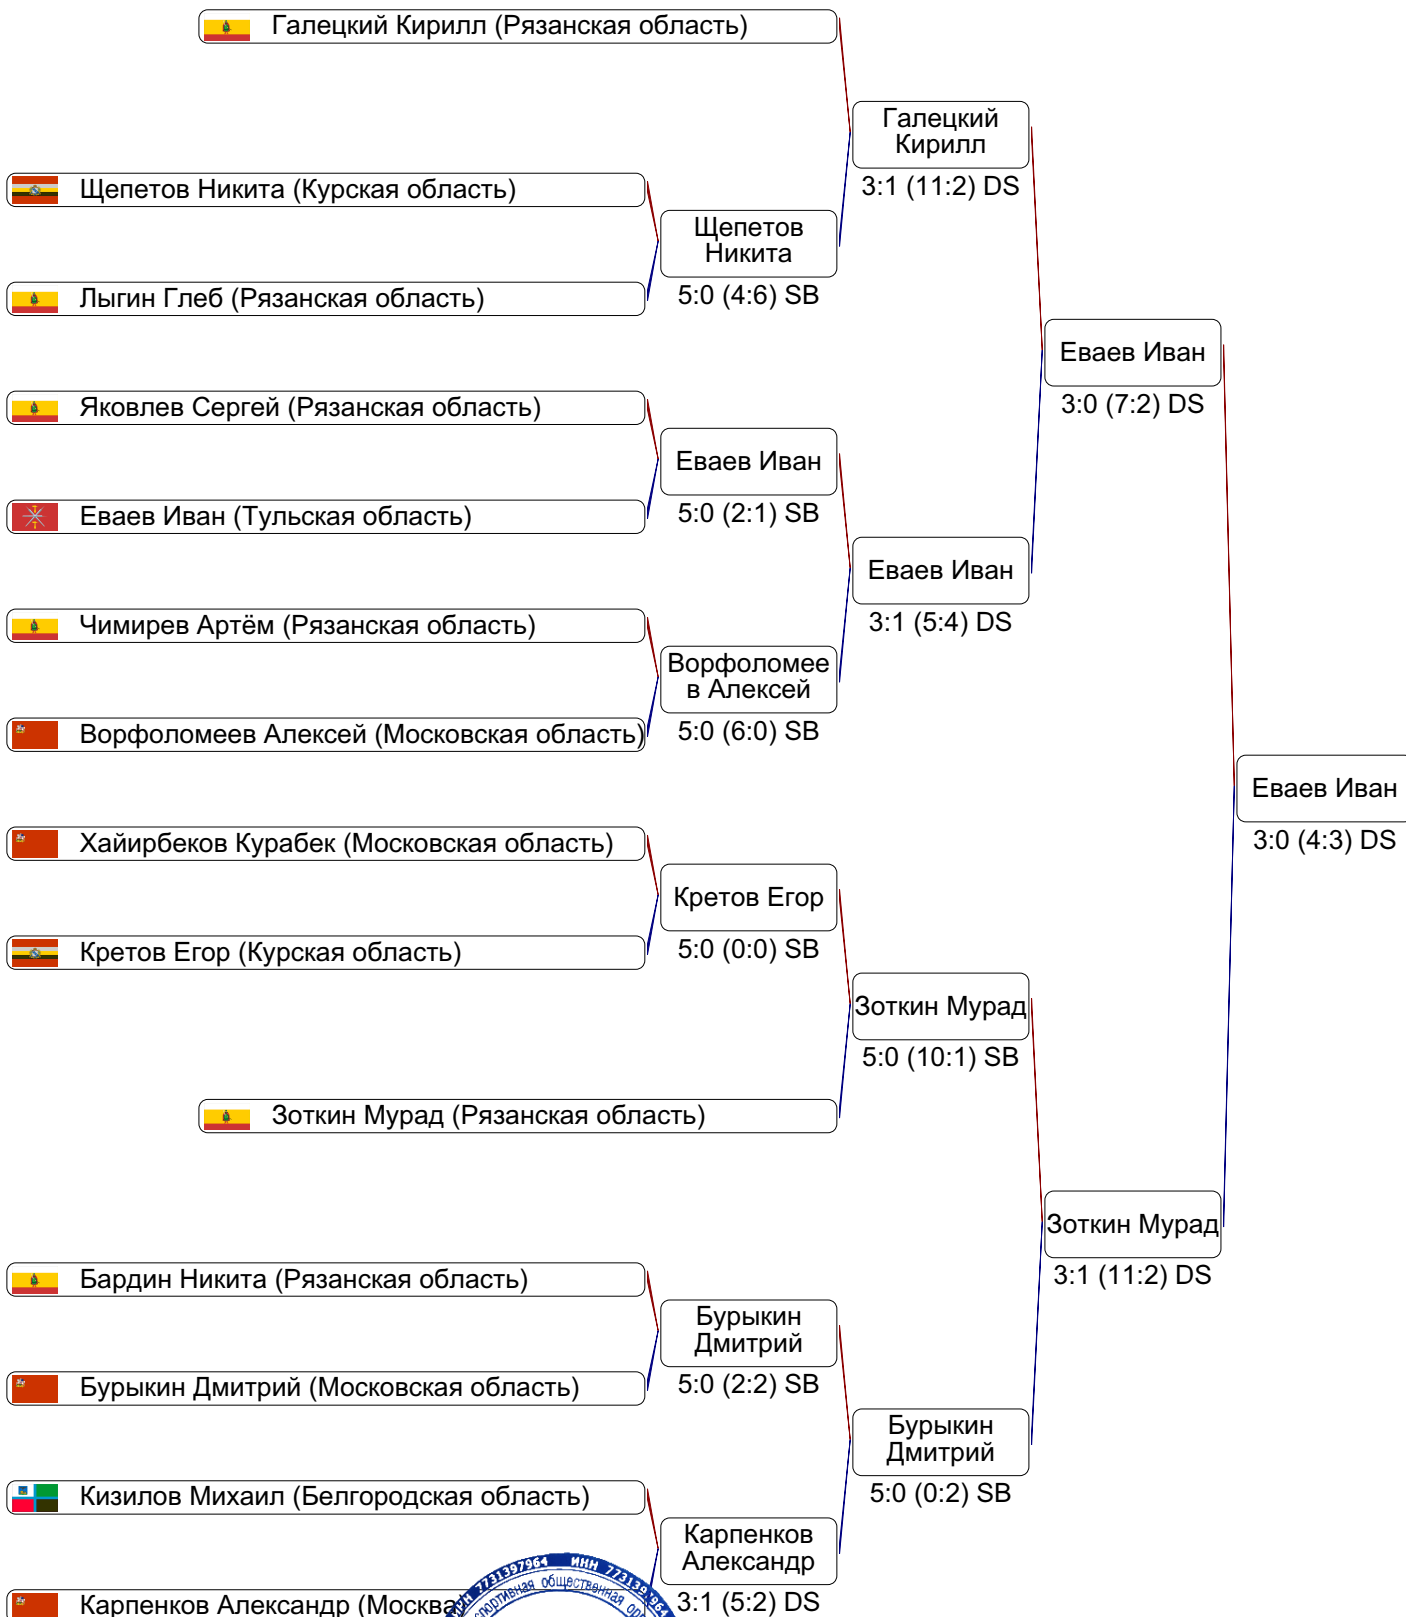 Галецкий Кирилл (Рязанская область)
Галецкий
Кирилл
3:1 (11:2) DS
Щепетов Никита (Курская область)
Щепетов
Никита
5:0 (4:6) SB
Лыгин Глеб (Рязанская область)
Еваев Иван
3:0 (7:2) DS
Яковлев Сергей (Рязанская область)
Еваев Иван
5:0 (2:1) SB
Еваев Иван (Тульская область)
Еваев Иван
3:1 (5:4) DS
Чимирев Артём (Рязанская область)
Ворфоломее
в Алексей
5:0 (6:0) SB
Ворфоломеев Алексей (Московская область)
Еваев Иван
3:0 (4:3) DS
Хайирбеков Курабек (Московская область)
Кретов Егор
5:0 (0:0) SB
Кретов Егор (Курская область)
Зоткин Мурад
5:0 (10:1) SB
Зоткин Мурад (Рязанская область)
Зоткин Мурад
3:1 (11:2) DS
Бардин Никита (Рязанская область)
Бурыкин
Дмитрий
5:0 (2:2) SB
Бурыкин Дмитрий (Московская область)
Бурыкин
Дмитрий
5:0 (0:2) SB
Кизилов Михаил (Белгородская область)
Карпенков
Александр
3:1 (5:2) DS
7731397964 ИНН 77313
спортивная общественная
Карпенков Александр (Москва